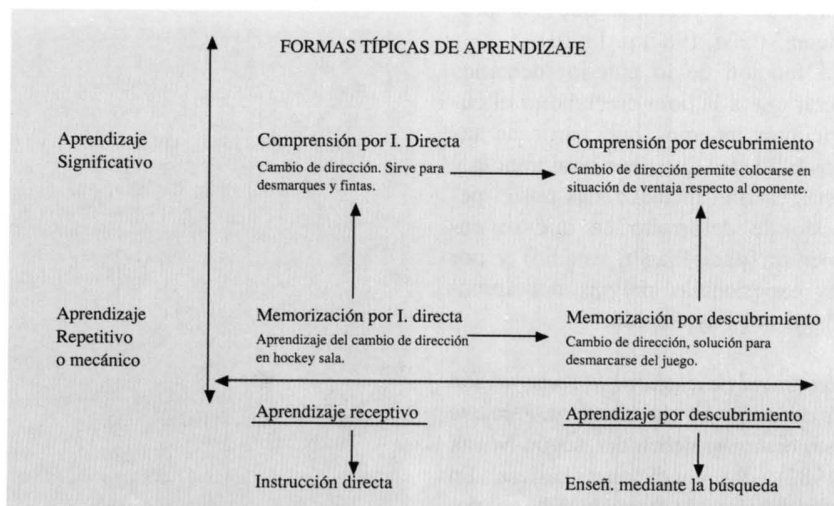 FORMAS TÍPICAS DE APRENDIZAJE
Aprendizaje
Significativo
Comprensión por I. Directa
Cambio de dirección. Sirve para
desmarques y fintas.
Comprensión por descubrimiento
Cambio de dirección permite colocarse en
situación de ventaja respecto al oponente.
Aprendizaje
Repetitivo
o mecánico
Memorización por I. directa
Aprendizaje del cambio de dirección
en hockey sala.
Memorización por descubrimiento
Cambio de dirección, solución para
desmarcarse del juego.
Aprendizaje receptivo
Aprendizaje por descubrimiento
Instrucción directa
Enseñ. mediante la búsqueda